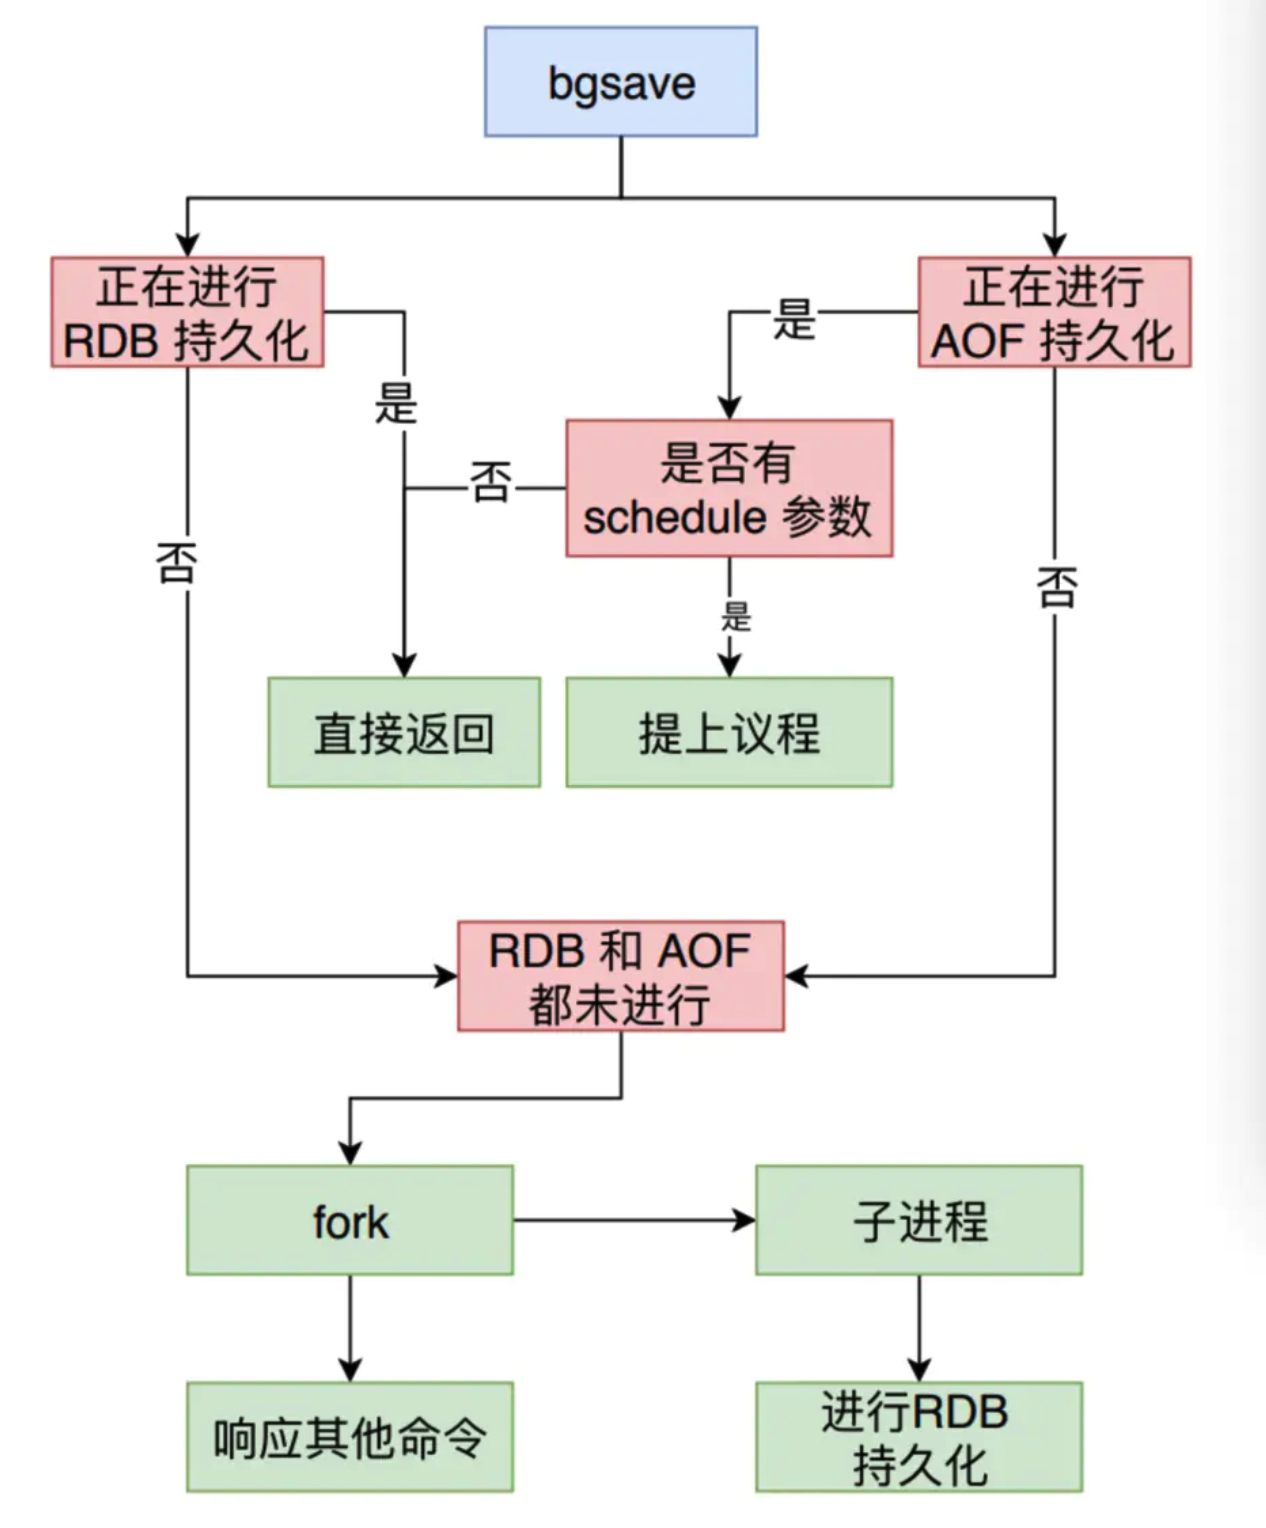 bgsave
正在进行
RDB 持久化
正在进行
AOF 持久化
是
是
是否有
schedule 参数
否
否
否
是
直接返回
提上议程
RDB 和 AOF
都未进行
fork
子进程
响应其他命令
进行RDB
持久化